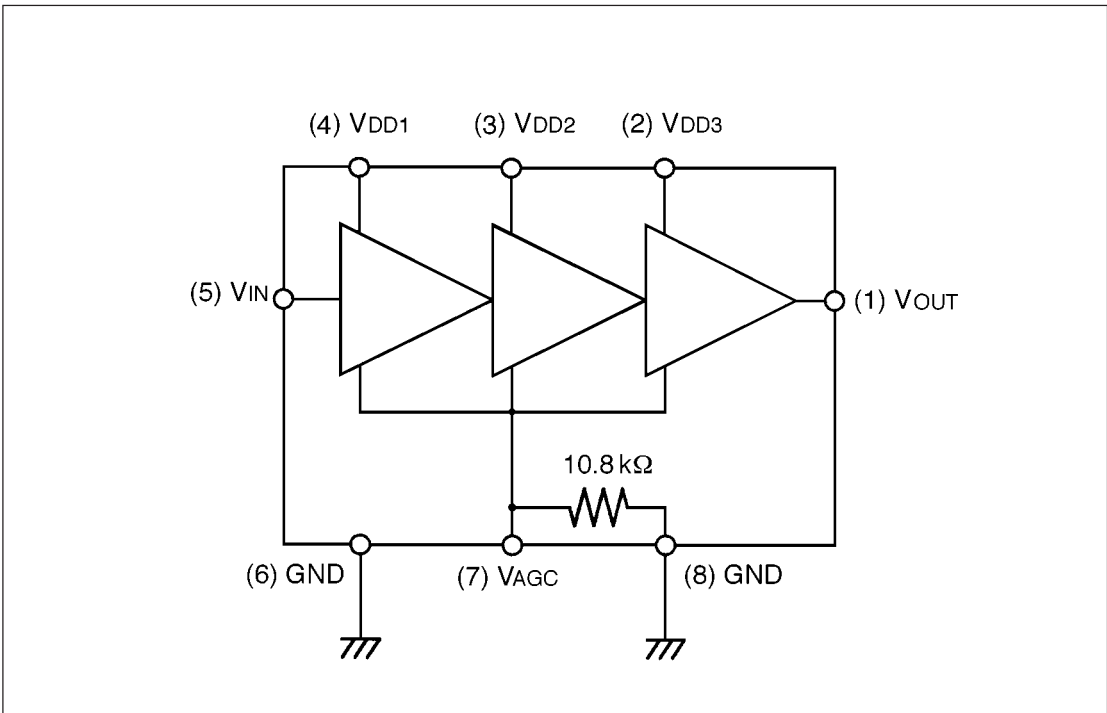 (4) VDD1 (3) VDD2 (2) VDD3
(5) VIN (1) VOUT
10.8 kΩ
(6) GND (7) VAGC (8) GND